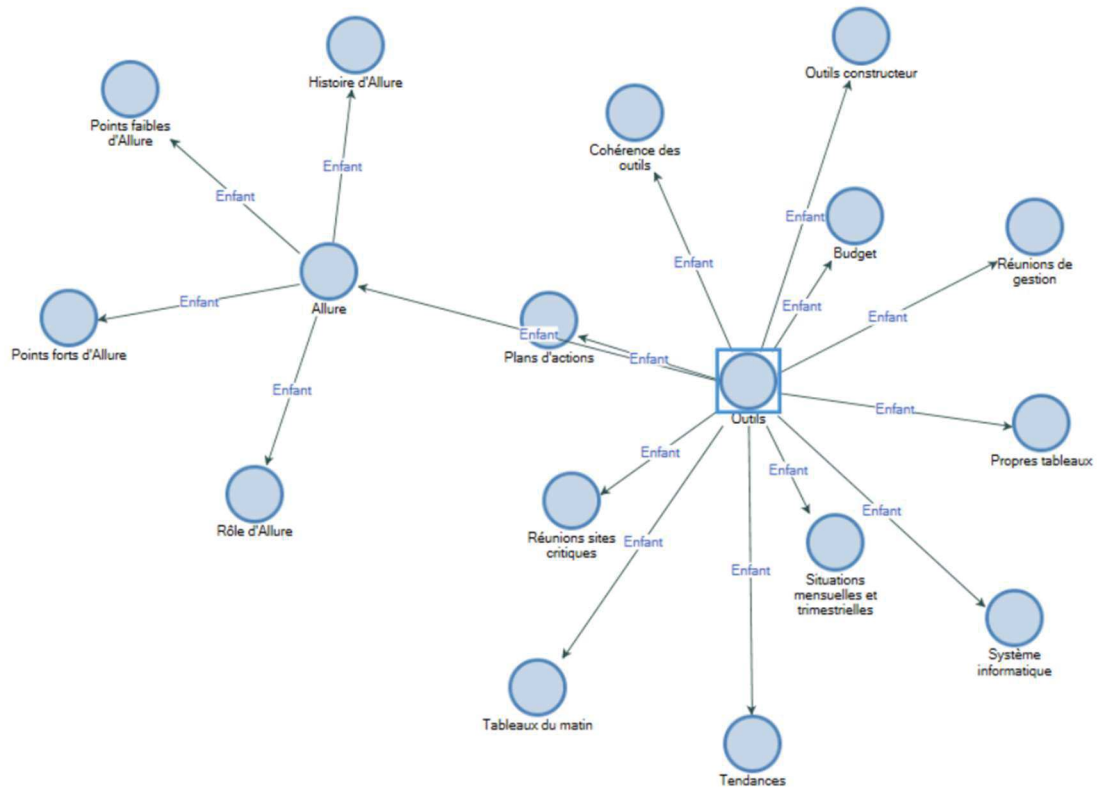 Outils constructeur
Histoire d'Allure
Points faibles
d'Allure
Cohérence des
outils
Enfant
Enfant
Enfant
Budget
Réunions de
gestion
Enfant
Enfant
Enfant
Allure
Enfant
Enfant
Points forts d'Allure
Plans d'actions
Enfant
Enfant
Enfant
Outils
Enfant
Propres tableaux
Enfant
Enfant
Rôle d'Allure
Enfant
Réunions sites
critiques
Enfant
Enfant
Situations
mensuelles et
trimestrielles
Système
informatique
Tableaux du matin
Tendances